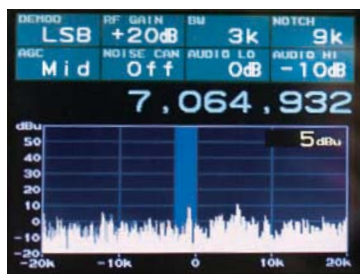 DEMOD RF GAIN BW NOTCH
LSB +20dB 3k 9k
AGC NOISE CAN AUDIO LO AUDIO HI
Mid Off 0dB -10dB
7,064,932
dBu
5dBu
50
40
30
20
10
0
-10
-20
-20k -10k 0 10k 20k